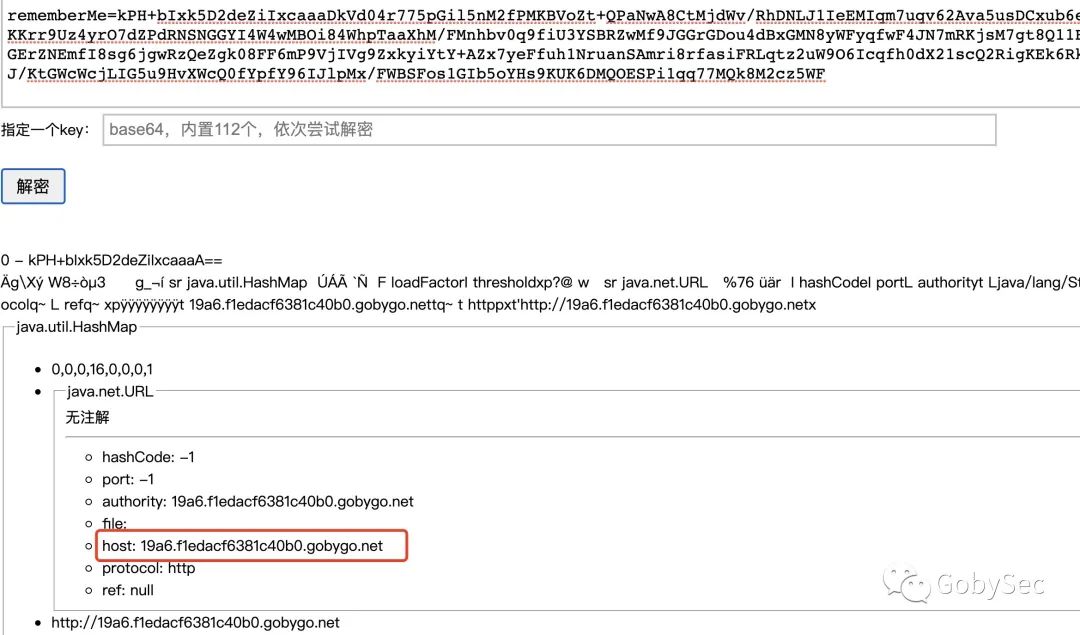 rememberMe=kPH+bIxk5D2deZiIxcaaaDkVd04r775pGil5nM2fPMKBVoZt+QPaNwA8CtMjdWv/RhDNLJ1IeEMIqm7uqv62Ava5usDCxub6e
KKrr9Uz4yrO7dZPdRNSNGGYI4W4wMBOi84WhpTaaXhM/FMnhbv0q9fiU3YSBRZwMf9JGGrGDou4dBxGMN8yWFyqfwF4JN7mRKjsM7gt8Q11E
GErZNEmfI8sg6jgwRzQeZgk08FF6mP9VjIVg9ZxkyiYtY+AZx7yeFfuh1NruanSAmri8rfasiFRLqtz2uW9O6Icqfh0dX21scQ2RigKEk6Rk
J/KtGWcWcjLIG5u9HvXWcQ0fYpfY96IJlpMx/FWBSFos1GIb5oYHs9KUK6DMQOESPi1qq77MQk8M2cz5WF
指定一个key： base64，内置112个，依次尝试解密
解密
0 - kPH+bIxk5D2deZiIxcaaaA==
Äg\Xý W8÷òµ3 g_¬í sr java.util.HashMap ÚÁÃ `Ñ F loadFactorI thresholdxp?@ w sr java.net.URL %76 üär I hashCodeI portL authorityt Ljava/lang/St
ocolq~ L refq~ xpÿÿÿÿÿÿÿÿt 19a6.f1edacf6381c40b0.gobygo.nettq~ t httppxt'http://19a6.f1edacf6381c40b0.gobygo.netx
java.util.HashMap
0,0,0,16,0,0,0,1
java.net.URL
无注解
hashCode: -1
port: -1
authority: 19a6.f1edacf6381c40b0.gobygo.net
file:
host: 19a6.f1edacf6381c40b0.gobygo.net
protocol: http
ref: null
GobySec
http://19a6.f1edacf6381c40b0.gobygo.net